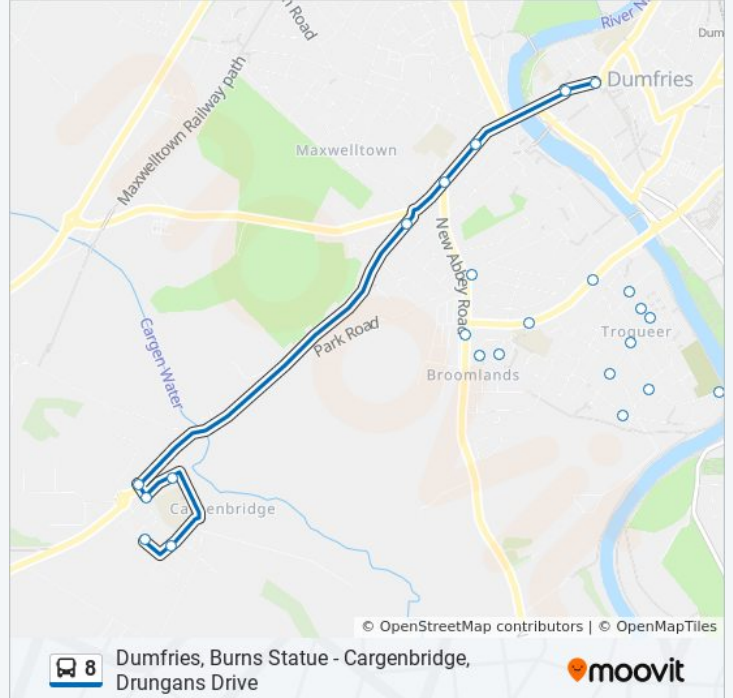 n Road
River N
Dum
Dumfries
Maxwelltown Railway path
Maxwelltown
New Abbey Road
Cargen Water
Park Road
Troqueer
Broomlands
Cargenbridge
© OpenStreetMap contributors | © OpenMapTiles
8
Dumfries, Burns Statue - Cargenbridge,
Drungans Drive
moovit